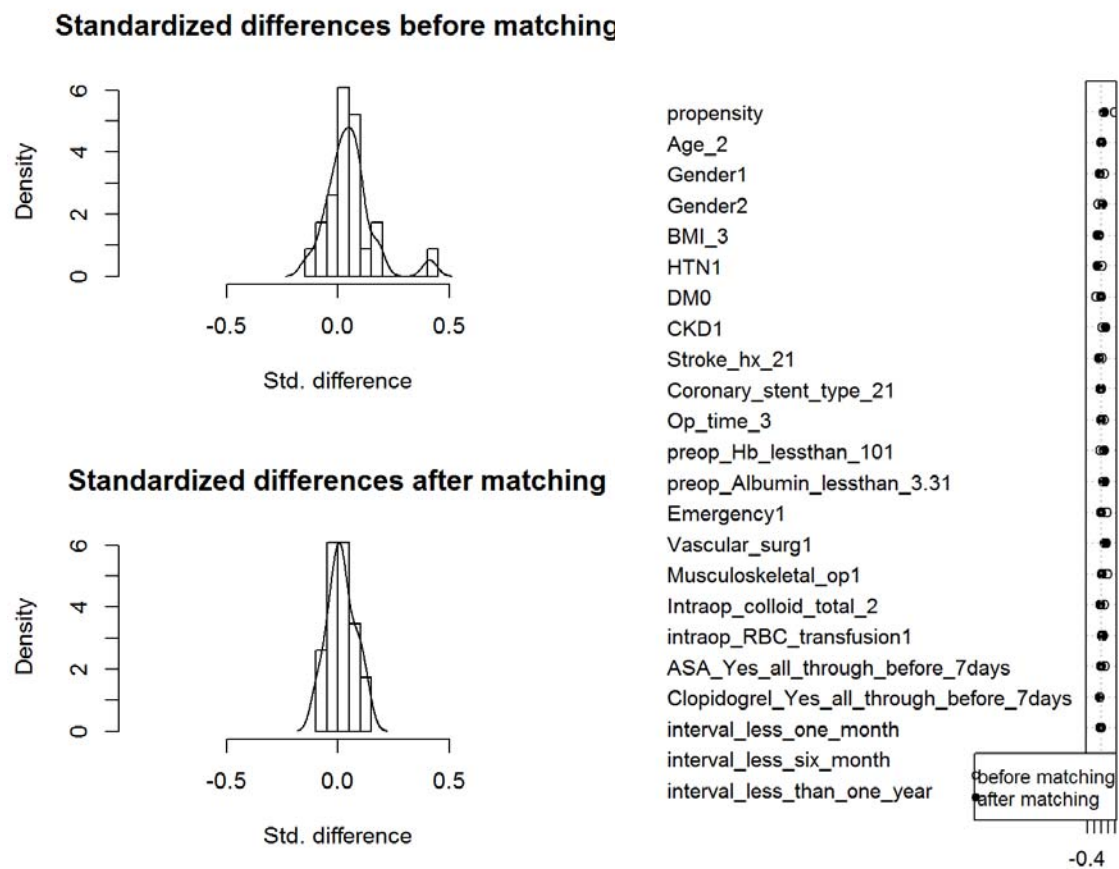 Standardized differences before matching
Density
0
2
4
6
-0.5
0.0
0.5
Std. difference
Standardized differences after matching
Density
0
2
4
6
-0.5
0.0
0.5
Std. difference
propensity
Age_2
Gender1
Gender2
BMI_3
HTN1
DM0
CKD1
Stroke_hx_21
Coronary_stent_type_21
Op_time_3
preop_Hb_lessthan_101
preop_Albumin_lessthan_3.31
Emergency1
Vascular_surg1
Musculoskeletal_op1
Intraop_colloid_total_2
intraop_RBC_transfusion1
ASA_Yes_all_through_before_7days
Clopidogrel_Yes_all_through_before_7days
interval_less_one_month
interval_less_six_month
interval_less_than_one_year
before matching
after matching
-0.4